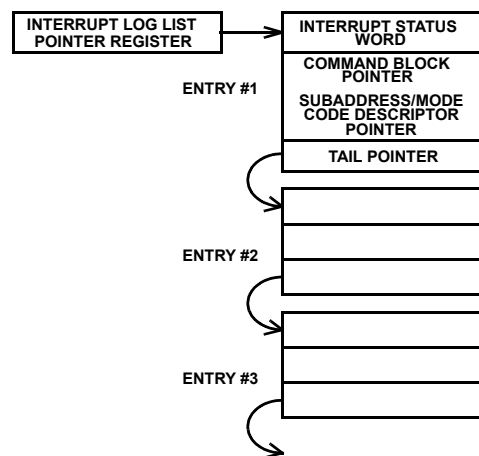 INTERRUPT LOG LIST
POINTER REGISTER
INTERRUPT STATUS
WORD
COMMAND BLOCK
POINTER
ENTRY #1
SUBADDRESS/MODE
CODE DESCRIPTOR
POINTER
TAIL POINTER
ENTRY #2
ENTRY #3